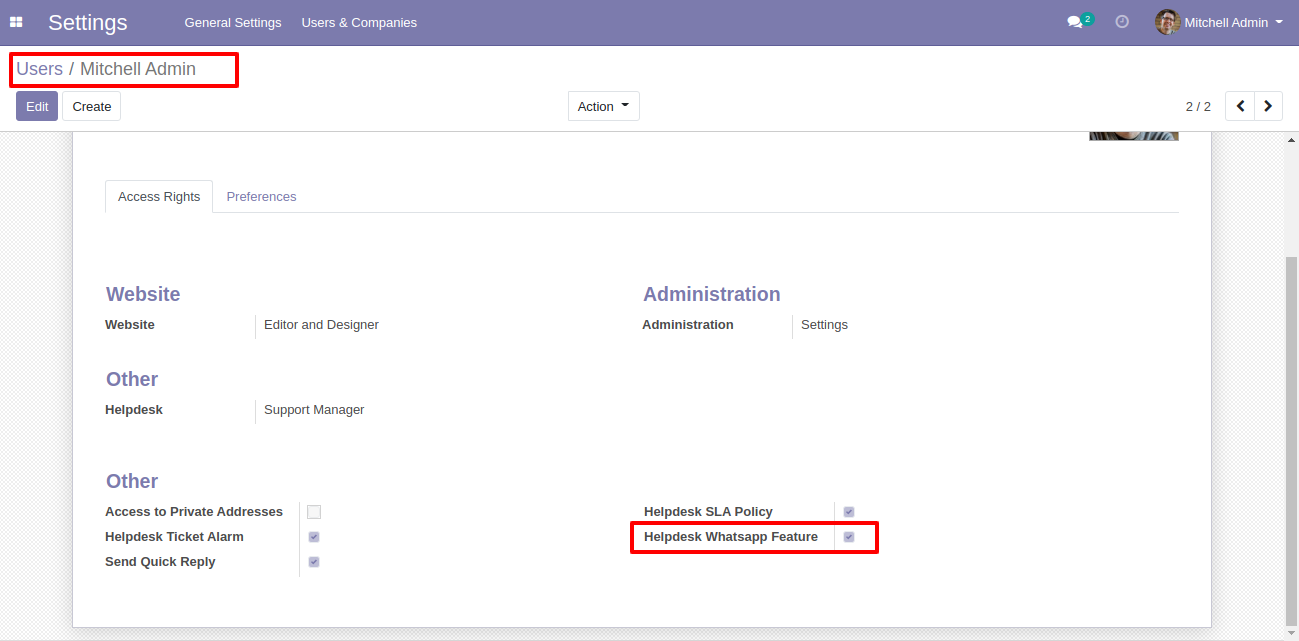 Settings General Settings Users & Companies 2 Mitchell Admin
Users / Mitchell Admin
Edit Create Action 2 / 2
Access Rights Preferences
Website Administration
Website Editor and Designer Administration Settings
Other
Helpdesk Support Manager
Other
Access to Private Addresses Helpdesk SLA Policy
Helpdesk Ticket Alarm Helpdesk Whatsapp Feature
Send Quick Reply